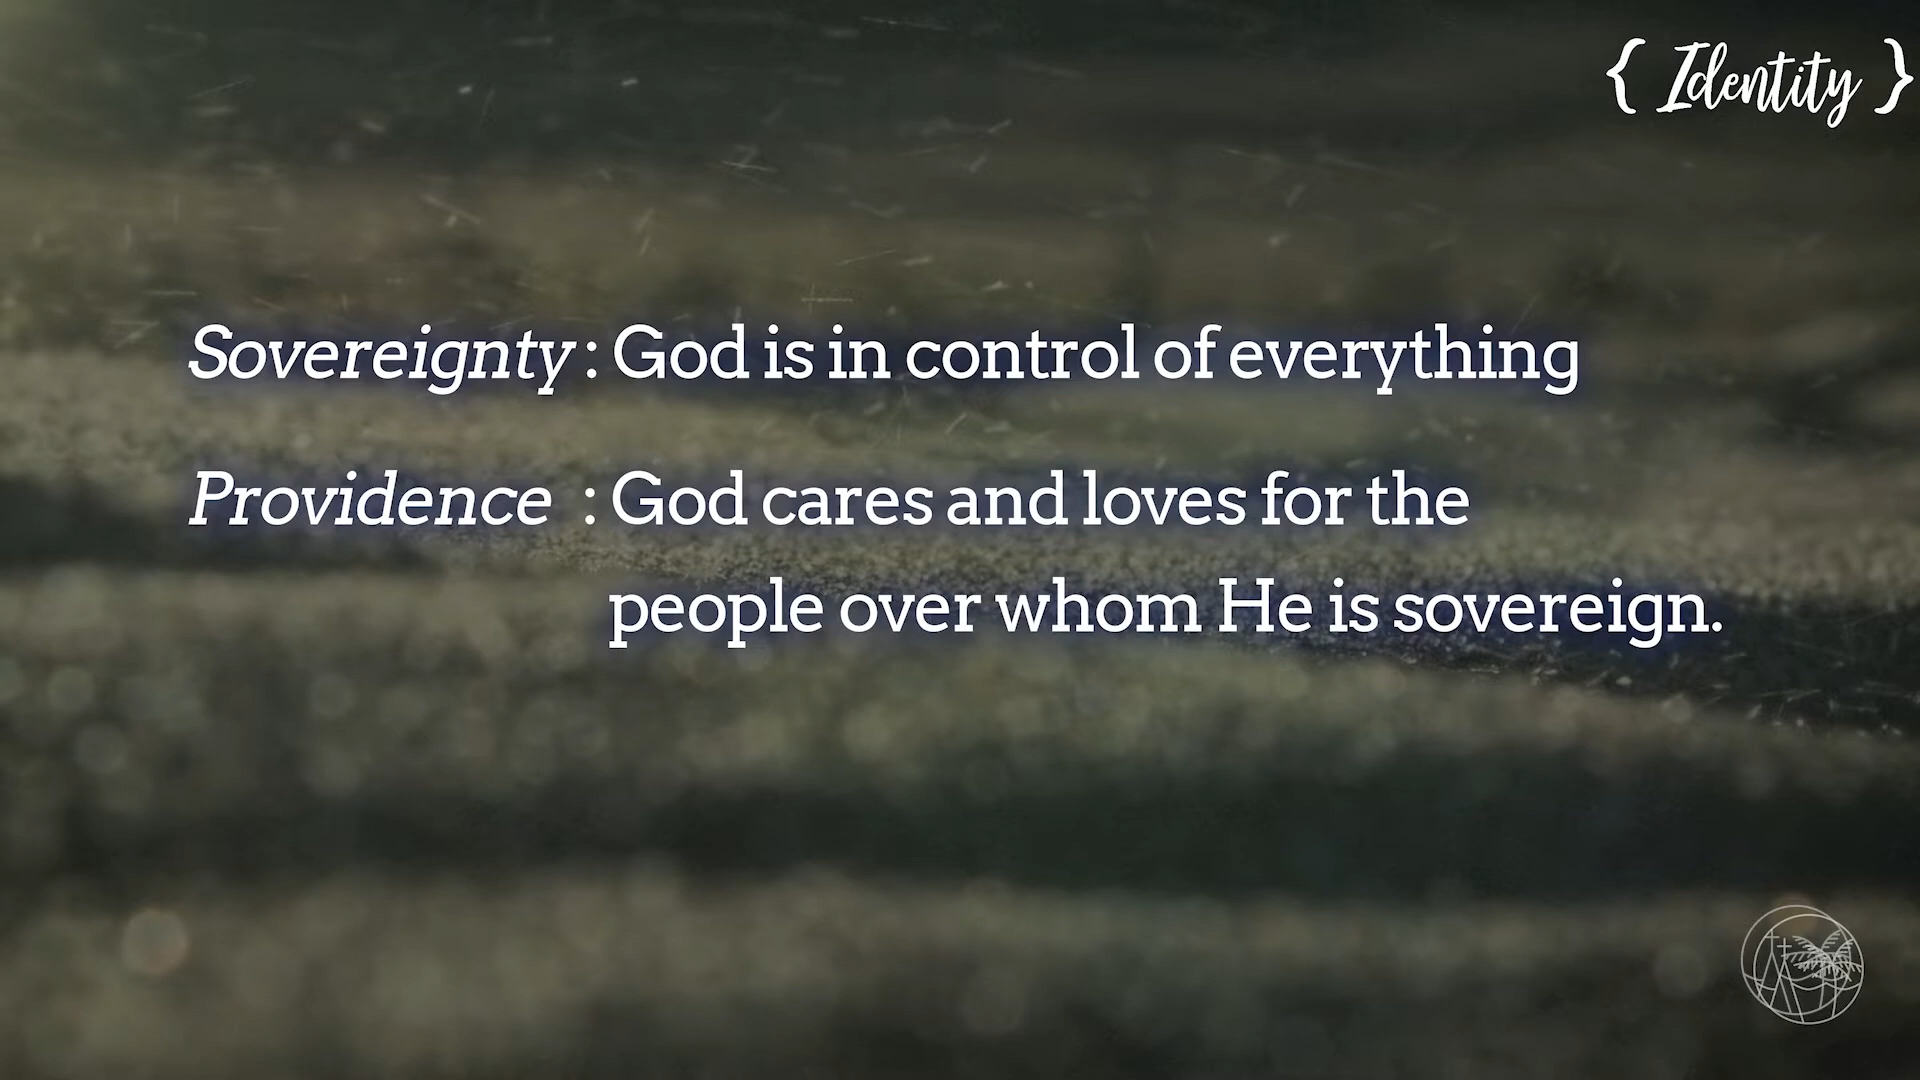 { Identity }
Sovereignty : God is in control of everything
Providence : God cares and loves for the
people over whom He is sovereign.